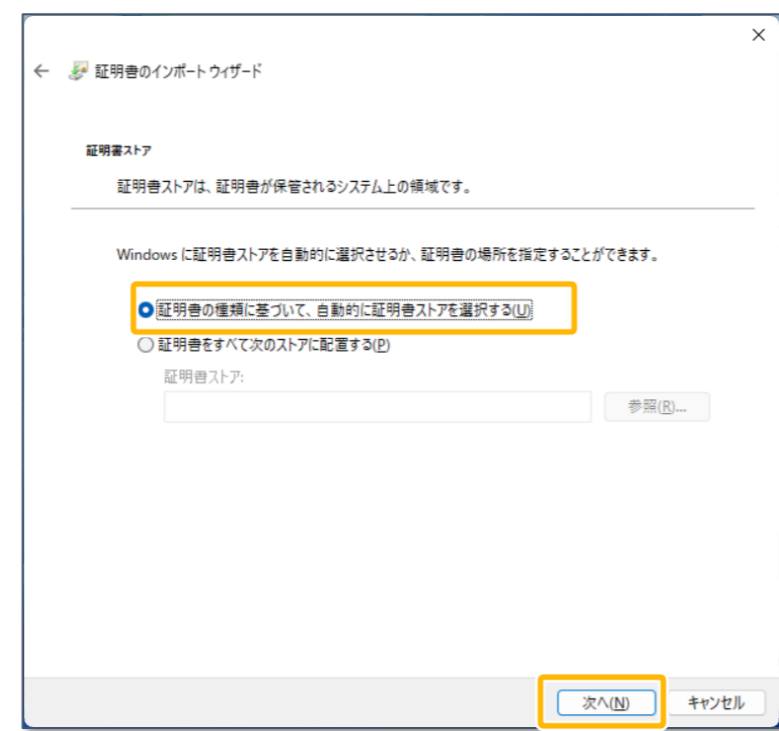 証明書のインポート ウィザード
証明書ストア
証明書ストアは、証明書が保管されるシステム上の領域です。
Windows に証明書ストアを自動的に選択させるか、証明書の場所を指定することができます。
証明書の種類に基づいて、自動的に証明書ストアを選択する(U)
証明書をすべて次のストアに配置する(P)
証明書ストア:
参照(R)...
次へ(N)
キャンセル